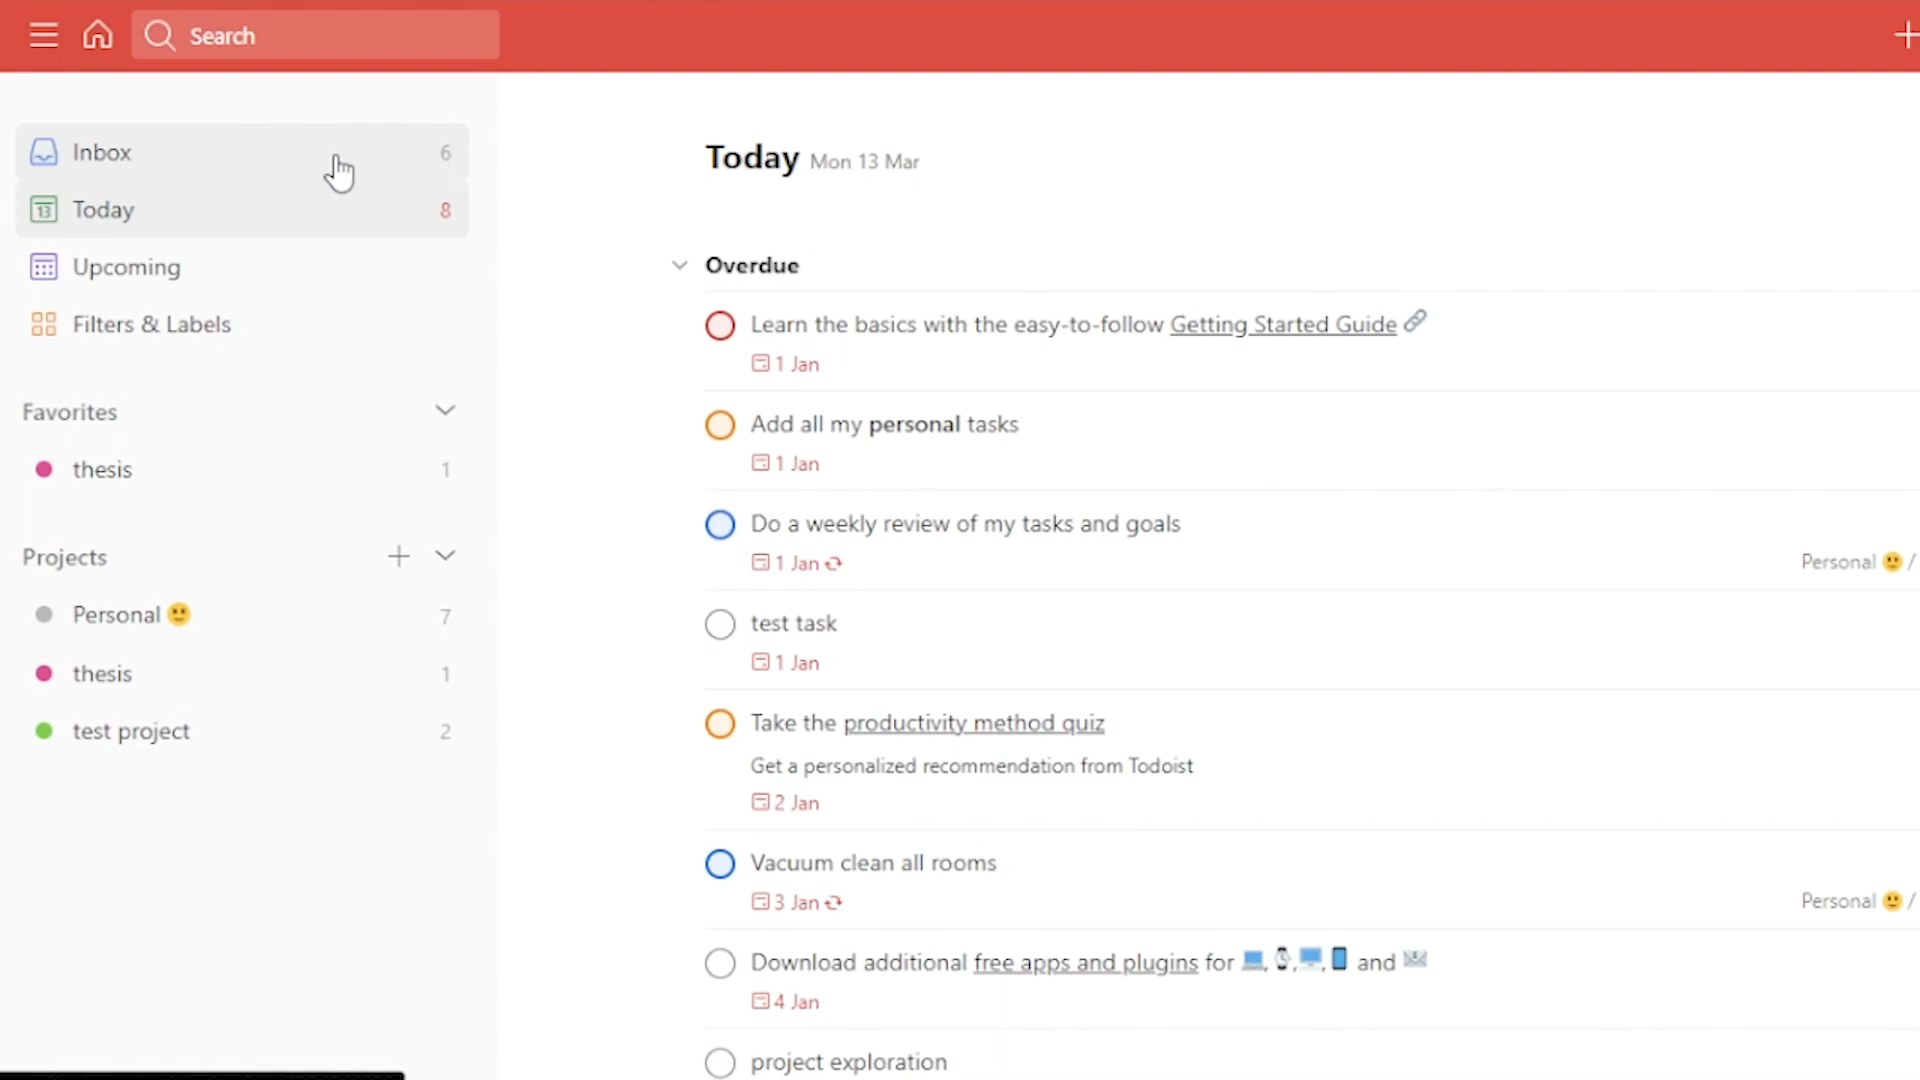 Search
Inbox 6
13 Today 8
Upcoming
Filters & Labels
Favorites
thesis 1
Projects
Personal 🙂 7
thesis 1
test project 2
Today Mon 13 Mar
Overdue
Learn the basics with the easy-to-follow Getting Started Guide 🔗
1 Jan
Add all my personal tasks
1 Jan
Do a weekly review of my tasks and goals
1 Jan
Personal 🙂 /
test task
1 Jan
Take the productivity method quiz
Get a personalized recommendation from Todoist
2 Jan
Vacuum clean all rooms
3 Jan
Personal 🙂 /
Download additional free apps and plugins for 💻, ⌚, 🖥, 📱 and ✉
4 Jan
project exploration